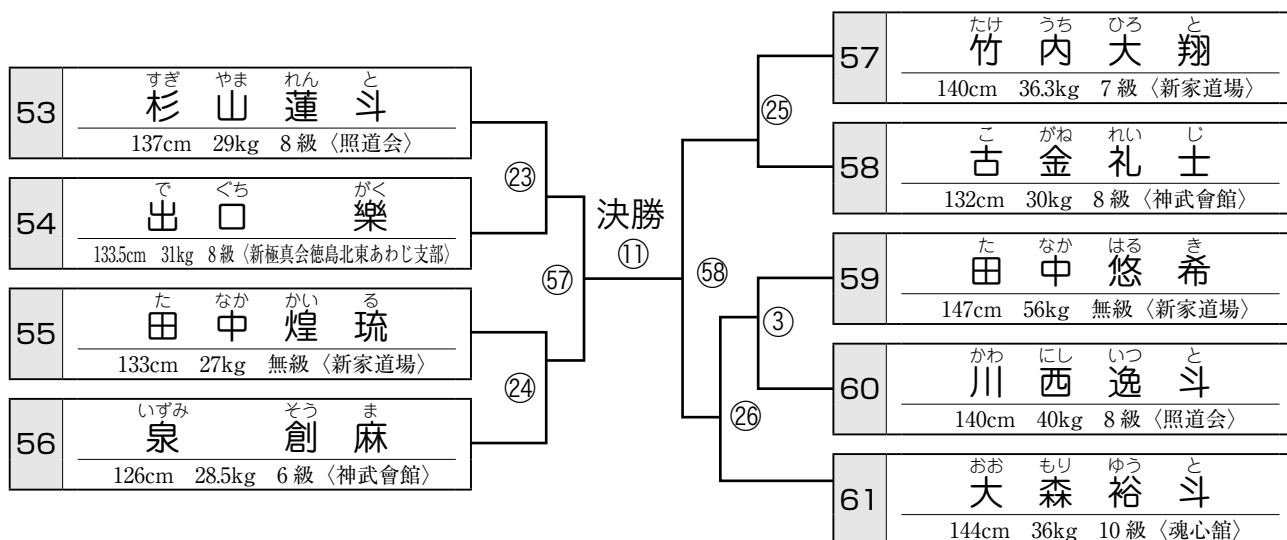 53
すぎ やま れん と
杉 山 蓮 斗
137cm 29kg 8級〈照道会〉
54
で ぐち がく
出 口 樂
133.5cm 31kg 8級〈新極真会徳島北東あわじ支部〉
55
た なか かい る
田 中 煌 琉
133cm 27kg 無級〈新家道場〉
56
いずみ そう ま
泉 創 麻
126cm 28.5kg 6級〈神武會館〉
㉓
㉔
㊼
決勝
⑪
㊽
㉕
③
㉖
57
たけ うち ひろ と
竹 内 大 翔
140cm 36.3kg 7級〈新家道場〉
58
こ がね れい じ
古 金 礼 士
132cm 30kg 8級〈神武會館〉
59
た なか はる き
田 中 悠 希
147cm 56kg 無級〈新家道場〉
60
かわ にし いつ と
川 西 逸 斗
140cm 40kg 8級〈照道会〉
61
おお もり ゆう と
大 森 裕 斗
144cm 36kg 10級〈魂心館〉